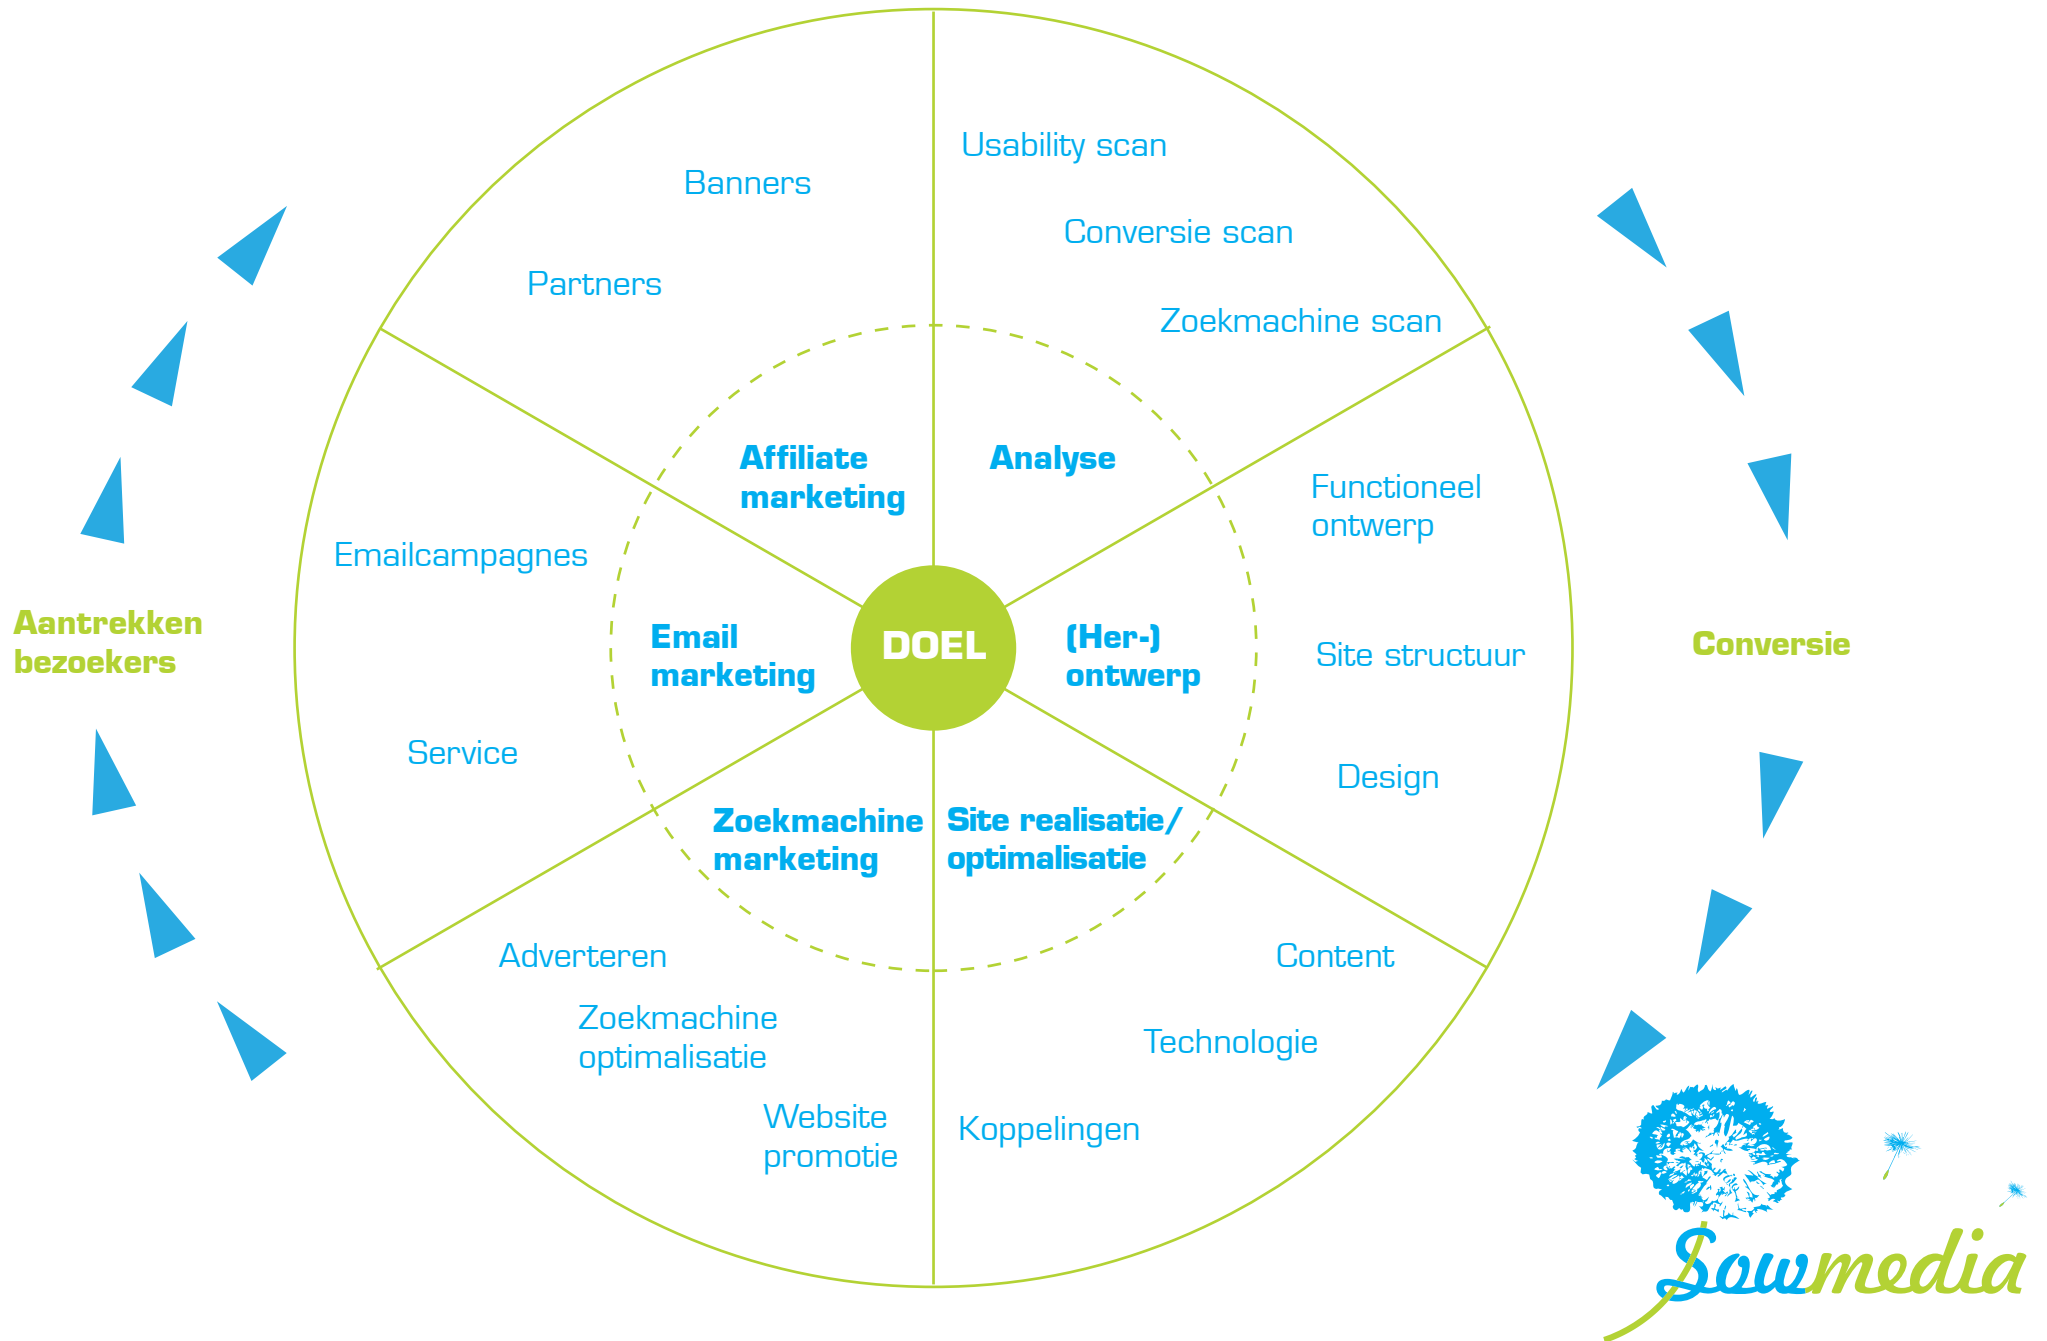 Usability scan
Banners
Conversie scan
Partners
Zoekmachine scan
Affiliate
marketing
Analyse
Functioneel
ontwerp
Emailcampagnes
Aantrekken
bezoekers
Email
marketing
DOEL
(Her-)
ontwerp
Site structuur
Conversie
Service
Design
Zoekmachine
marketing
Site realisatie/
optimalisatie
Adverteren
Content
Zoekmachine
optimalisatie
Technologie
Website
promotie
Koppelingen
Sowmedia